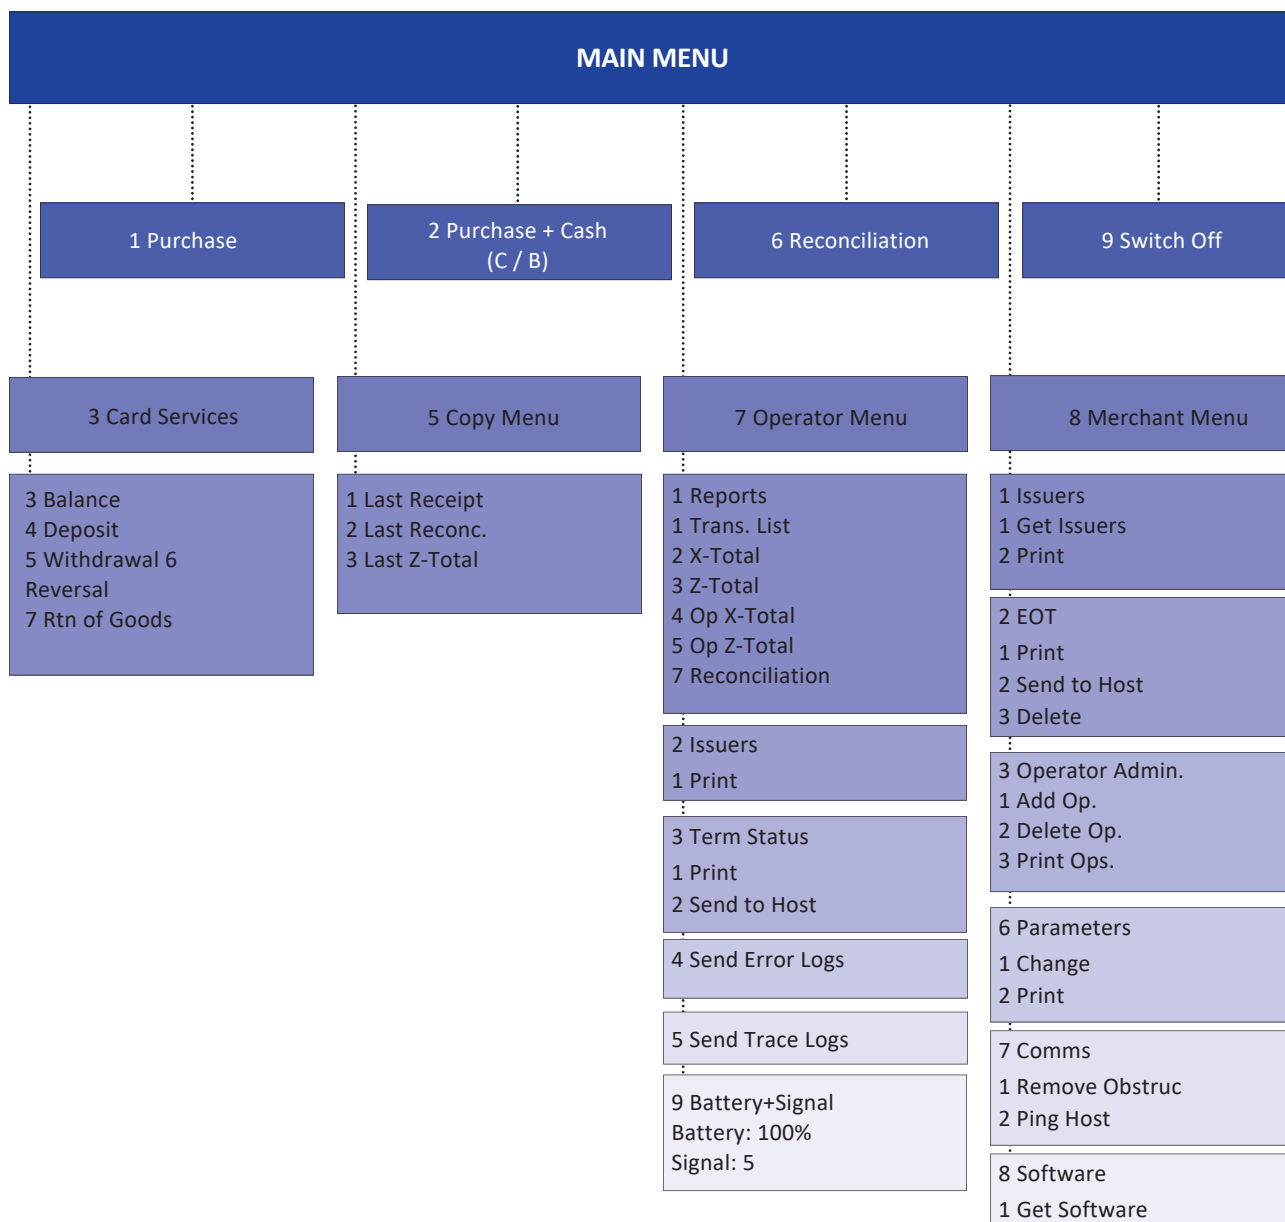 MAIN MENU
1 Purchase
2 Purchase + Cash
(C / B)
6 Reconciliation
9 Switch Off
3 Card Services
5 Copy Menu
7 Operator Menu
8 Merchant Menu
3 Balance
4 Deposit
5 Withdrawal 6
Reversal
7 Rtn of Goods
1 Last Receipt
2 Last Reconc.
3 Last Z-Total
1 Reports
1 Trans. List
2 X-Total
3 Z-Total
4 Op X-Total
5 Op Z-Total
7 Reconciliation
2 Issuers
1 Print
3 Term Status
1 Print
2 Send to Host
4 Send Error Logs
5 Send Trace Logs
9 Battery+Signal
Battery: 100%
Signal: 5
1 Issuers
1 Get Issuers
2 Print
2 EOT
1 Print
2 Send to Host
3 Delete
3 Operator Admin.
1 Add Op.
2 Delete Op.
3 Print Ops.
6 Parameters
1 Change
2 Print
7 Comms
1 Remove Obstruc
2 Ping Host
8 Software
1 Get Software